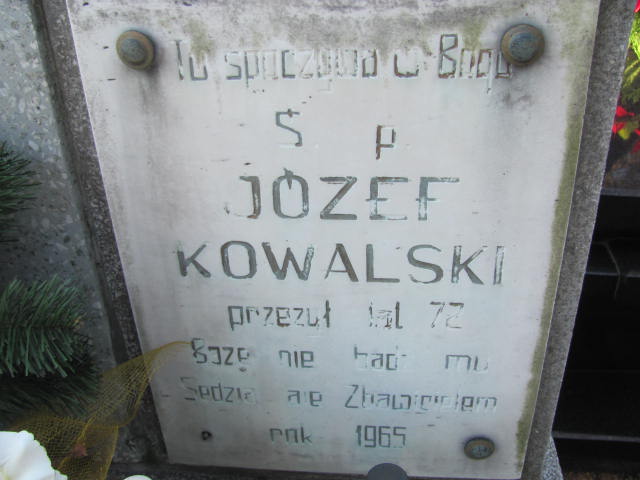 Tu spoczywa w Bogu
Ś p
JÓZEF
KOWALSKI
przeżył lat 72
Boże nie bądź mu
Sędzią ale Zbawicielem
rok 1965